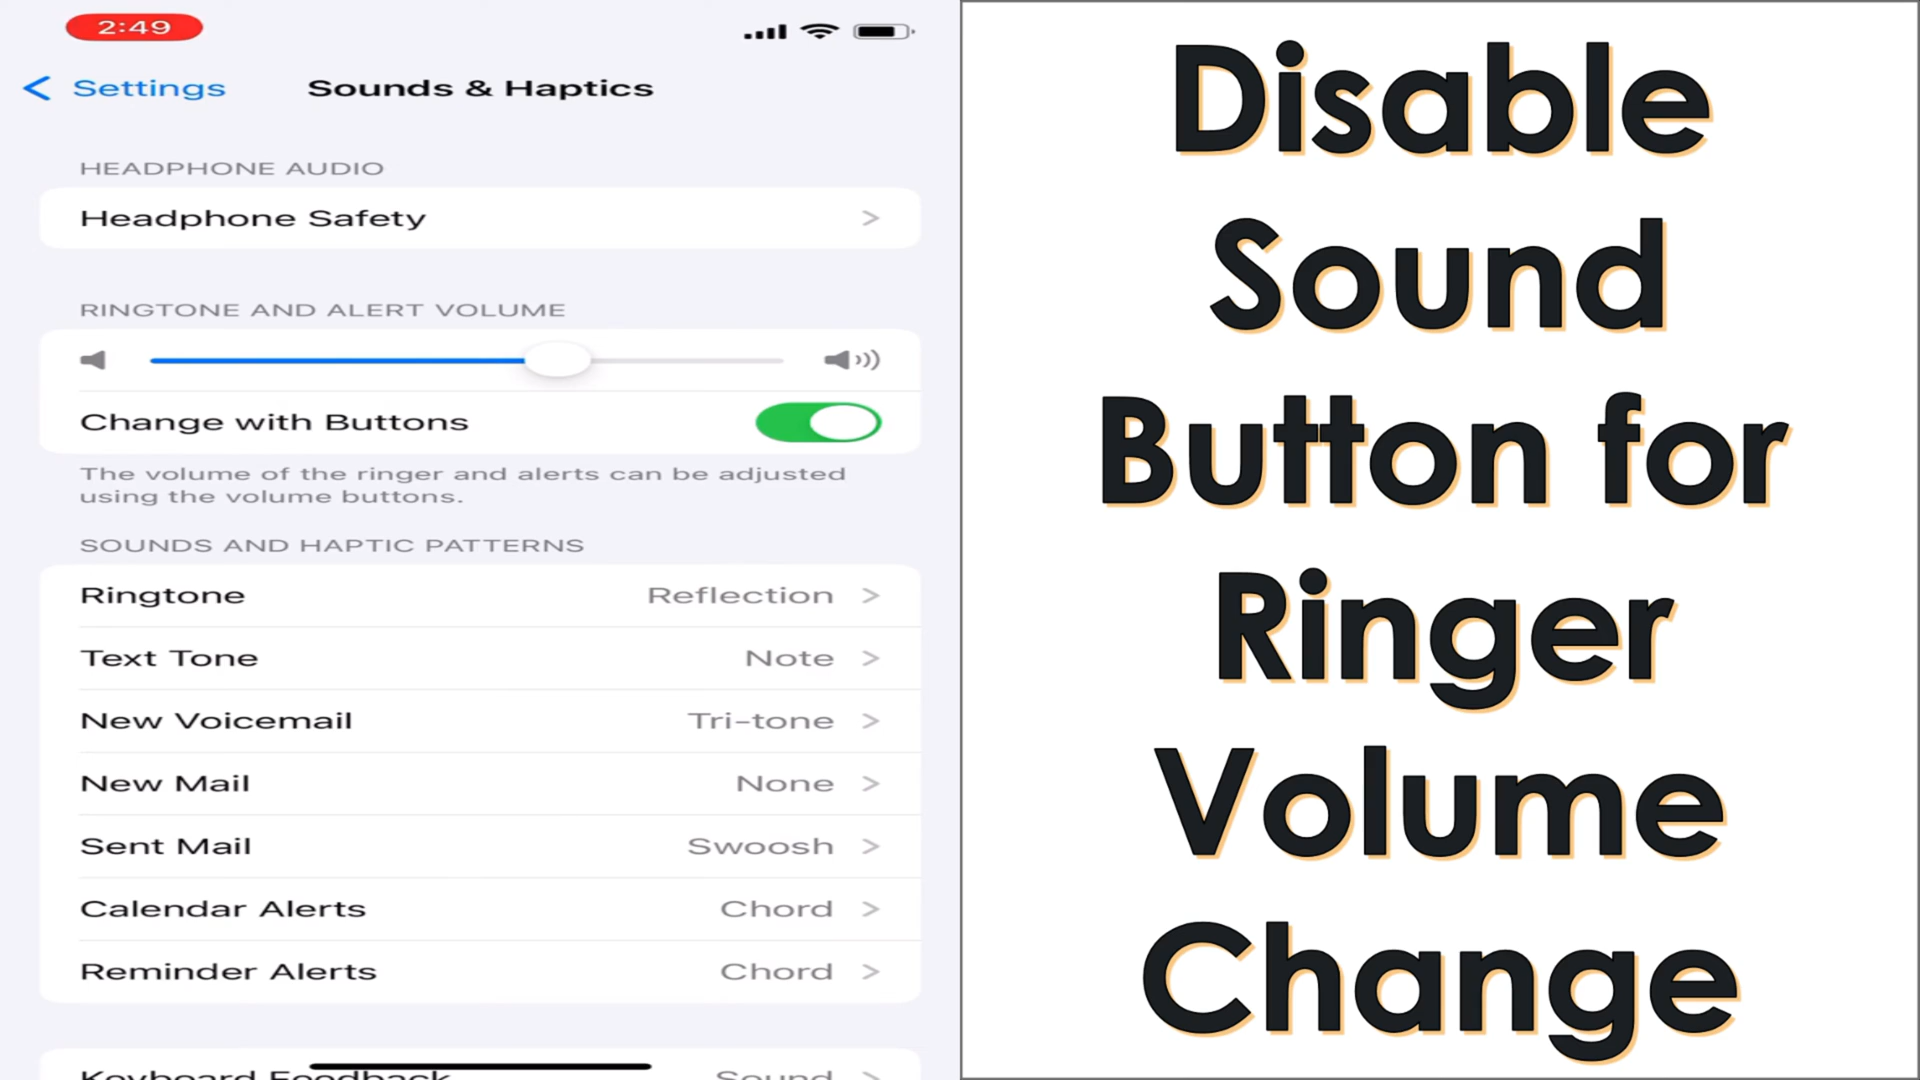 2:49
Settings
Sounds & Haptics
HEADPHONE AUDIO
Headphone Safety
RINGTONE AND ALERT VOLUME
Change with Buttons
The volume of the ringer and alerts can be adjusted
using the volume buttons.
SOUNDS AND HAPTIC PATTERNS
Ringtone Reflection
Text Tone Note
New Voicemail Tri-tone
New Mail None
Sent Mail Swoosh
Calendar Alerts Chord
Reminder Alerts Chord
Keyboard Feedback Sound
Disable
Sound
Button for
Ringer
Volume
Change